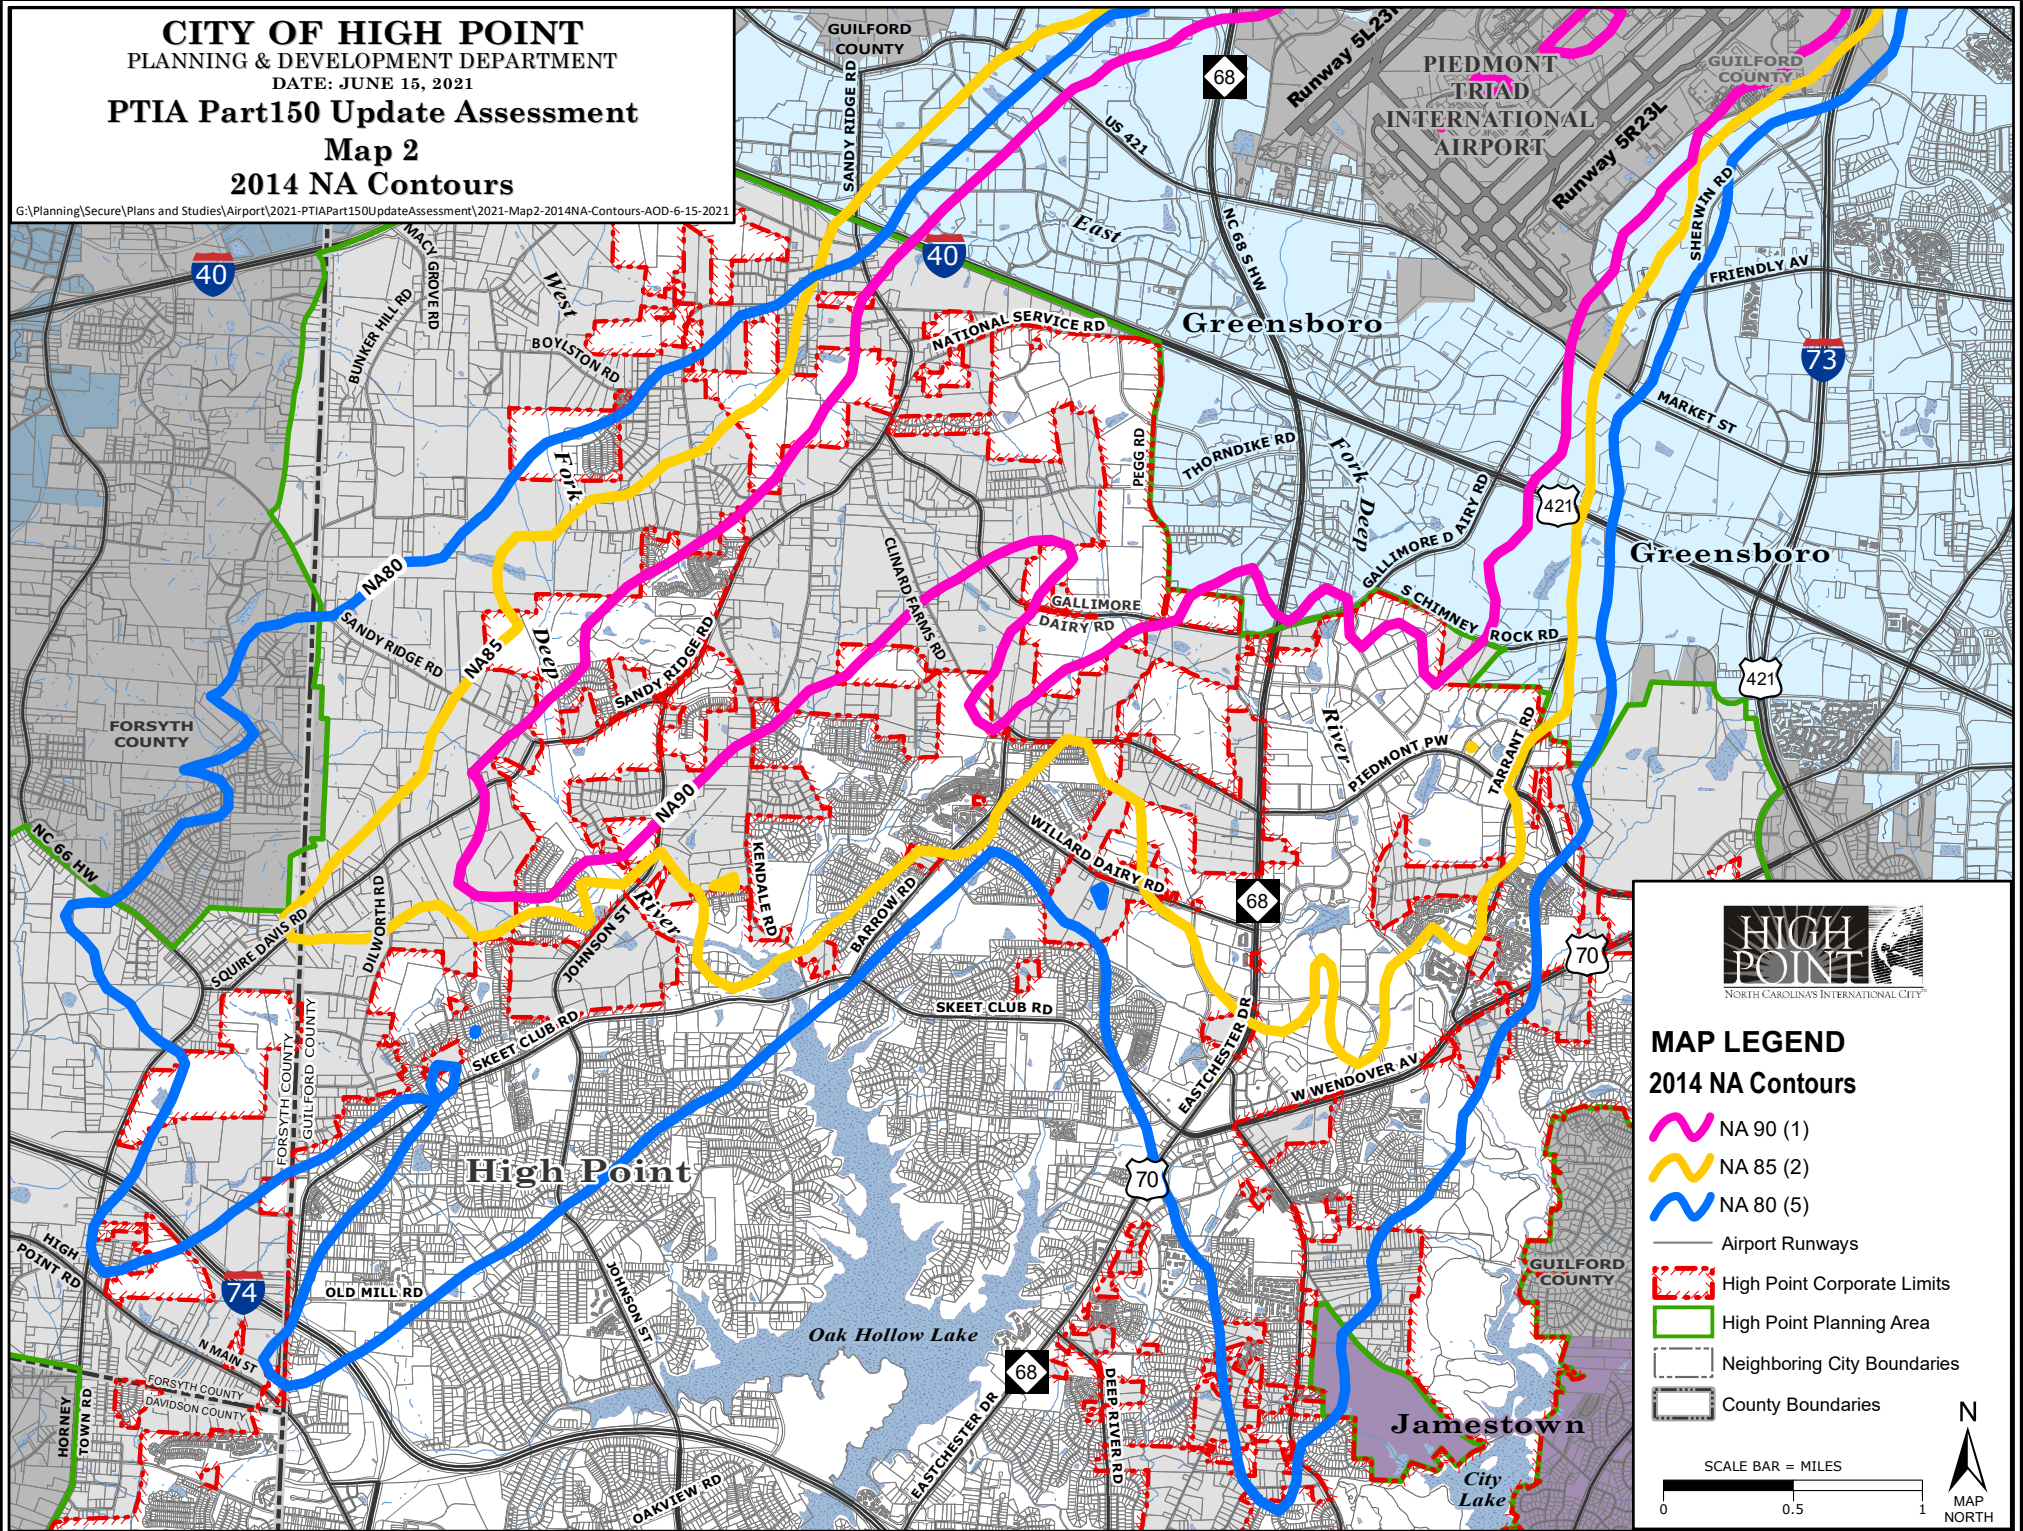 CITY OF HIGH POINT
PLANNING & DEVELOPMENT DEPARTMENT
DATE: JUNE 15, 2021
PTIA Part150 Update Assessment
Map 2
2014 NA Contours
G:\Planning\Secure\Plans and Studies\Airport\2021-PTIAPart150UpdateAssessment\2021-Map2-2014NA-Contours-AOD-6-15-2021
GUILFORD
COUNTY
SANDY RIDGE RD
68
US 421
Runway 5L23R
PIEDMONT
TRIAD
INTERNATIONAL
AIRPORT
Runway 5R23L
GUILFORD
COUNTY
SHERWIN RD
FRIENDLY AV
40
MACY GROVE RD
BUNKER HILL RD
West
BOYLSTON RD
40
East
NC 68 S HW
NATIONAL SERVICE RD
Greensboro
73
MARKET ST
Fork
PEGG RD
THORNDIKE RD
Fork
Deep
GALLIMORE D AIRY RD
421
Greensboro
NA80
SANDY RIDGE RD
NA85
Deep
CLINARD FARMS RD
GALLIMORE
DAIRY RD
S CHIMNEY
ROCK RD
421
SANDY RIDGE RD
FORSYTH
COUNTY
River
PIEDMONT PW
TARRANT RD
NA90
NC 66 HW
KENDALE RD
WILLARD DAIRY RD
68
BARROW RD
River
JOHNSON ST
DILWORTH RD
SQUIRE DAVIS RD
70
SKEET CLUB RD
SKEET CLUB RD
EASTCHESTER DR
W WENDOVER AV
FORSYTH COUNTY
GUILFORD COUNTY
High Point
70
HIGH
POINT RD
74
OLD MILL RD
JOHNSON ST
N MAIN ST
FORSYTH COUNTY
DAVIDSON COUNTY
HORNEY
TOWN RD
Oak Hollow Lake
68
EASTCHESTER DR
DEEP RIVER RD
OAKVIEW RD
GUILFORD
COUNTY
Jamestown
City
Lake
HIGH
POINT
NORTH CAROLINA'S INTERNATIONAL CITY™
MAP LEGEND
2014 NA Contours
NA 90 (1)
NA 85 (2)
NA 80 (5)
Airport Runways
High Point Corporate Limits
High Point Planning Area
Neighboring City Boundaries
County Boundaries
SCALE BAR = MILES
0 0.5 1
N
MAP
NORTH